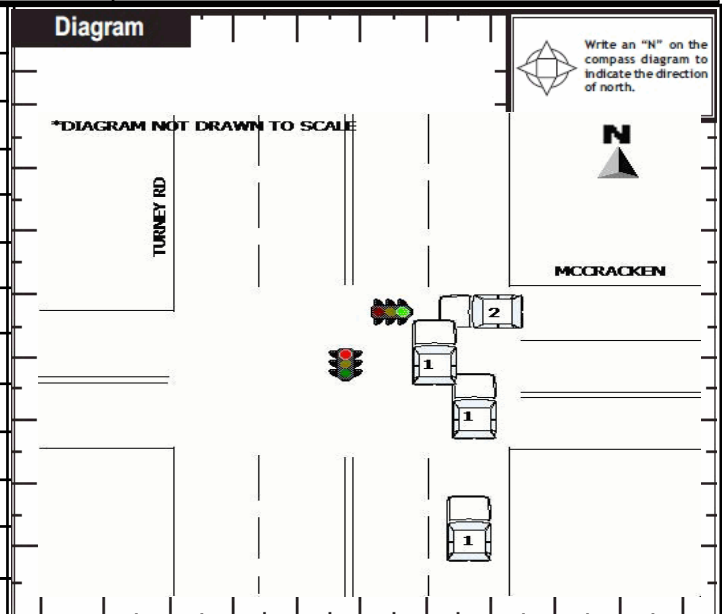 Diagram
Write an “N” on the
compass diagram to
indicate the direction
of north.
*DIAGRAM NOT DRAWN TO SCALE
N
TURNEY RD
MCCRACKEN
2
1
1
1